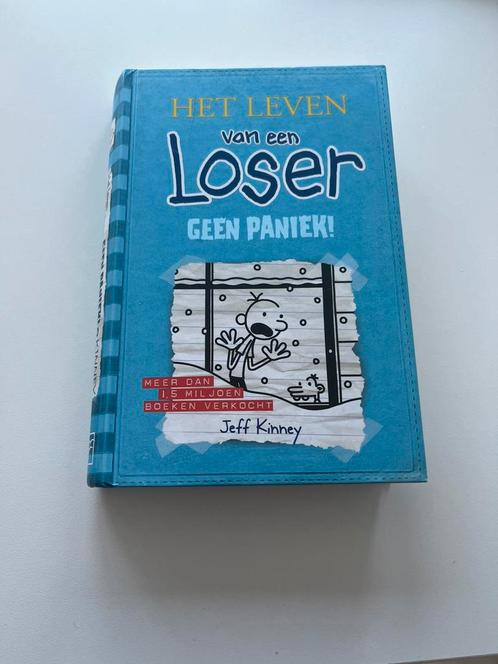 HET LEVEN
van een
Loser
GEEN PANIEK!
MEER DAN
1,5 MILJOEN
BOEKEN VERKOCHT
Jeff Kinney